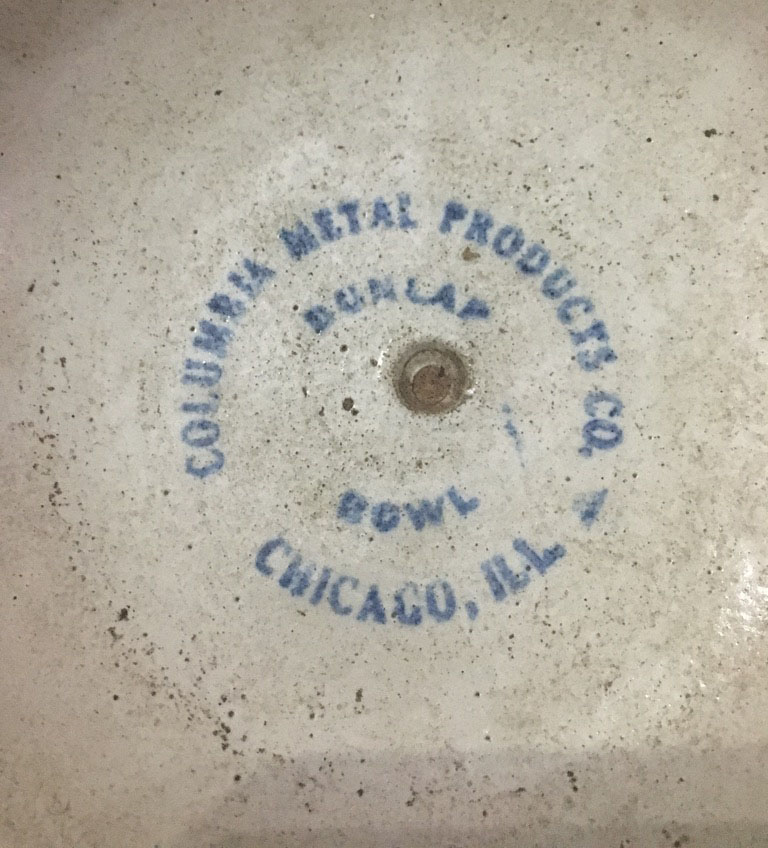 COLUMBIA METAL PRODUCTS CO.
DUNLAP
BOWL
CHICAGO, ILL.